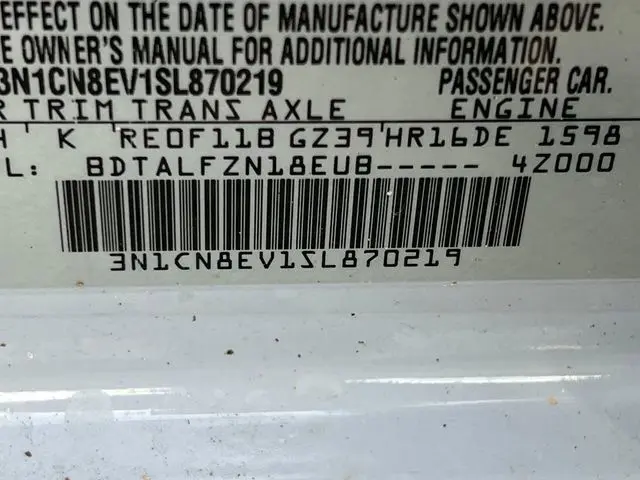 EFFECT ON THE DATE OF MANUFACTURE SHOWN ABOVE.
OWNER'S MANUAL FOR ADDITIONAL INFORMATION.
3N1CN8EV1SL870219 PASSENGER CAR.
TRIM TRANS AXLE ENGINE
H K RE0F11B GZ39 HR16DE 1598
L: BDTALFZN18EUB----- 4Z000
3N1CN8EV1SL870219